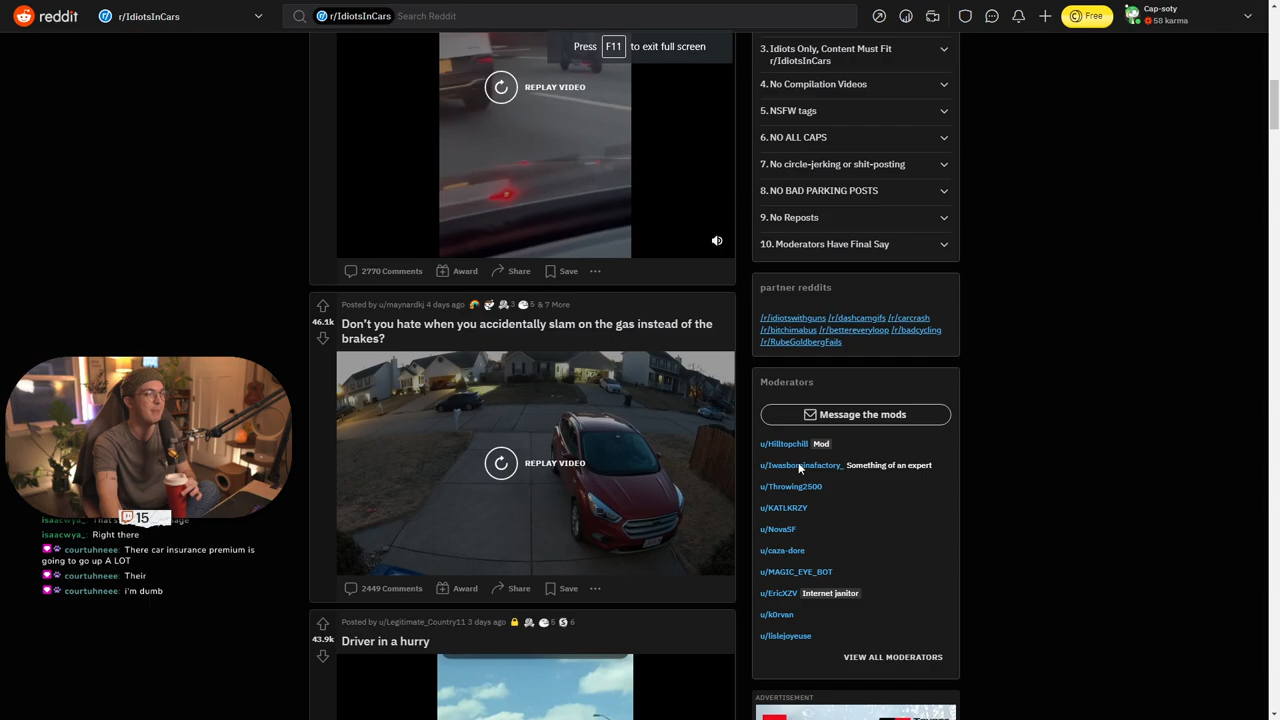 reddit
r/IdiotsInCars
r/IdiotsInCars Search Reddit
Free
Cap-soty
58 karma
Press F11 to exit full screen
REPLAY VIDEO
2770 Comments Award Share Save
Posted by u/maynardkj 4 days ago 3 5 & 7 More
46.1k
Don't you hate when you accidentally slam on the gas instead of the
brakes?
REPLAY VIDEO
2449 Comments Award Share Save
Posted by u/Legitimate_Country11 3 days ago 5 6
43.9k
Driver in a hurry
3. Idiots Only, Content Must Fit
r/IdiotsInCars
4. No Compilation Videos
5. NSFW tags
6. NO ALL CAPS
7. No circle-jerking or shit-posting
8. NO BAD PARKING POSTS
9. No Reposts
10. Moderators Have Final Say
partner reddits
/r/idiotswithguns /r/dashcamgifs /r/carcrash
/r/bitchimabus /r/bettereveryloop /r/badcycling
/r/RubeGoldbergFails
Moderators
Message the mods
u/Hilltopchill Mod
u/Iwasborninafactory_ Something of an expert
u/Throwing2500
u/KATLKRZY
u/NovaSF
u/caza-dore
u/MAGIC_EYE_BOT
u/EricXZV Internet janitor
u/k0rvan
u/lislejoyeuse
VIEW ALL MODERATORS
ADVERTISEMENT
15
isaacwya_: Right there
courtuhneee: There car insurance premium is
going to go up A LOT
courtuhneee: Their
courtuhneee: i'm dumb